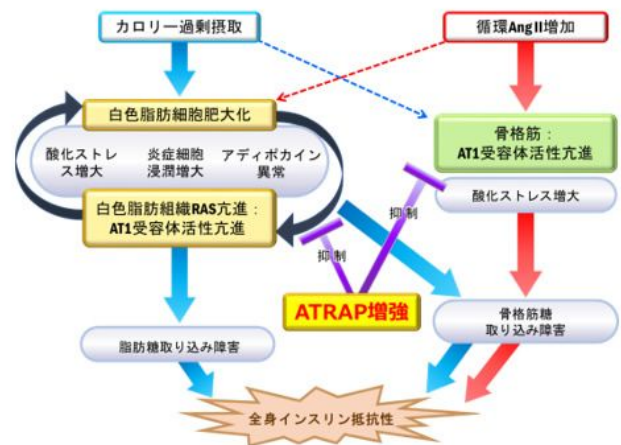 カロリー過剰摂取
循環AngII増加
白色脂肪細胞肥大化
酸化ストレ
ス増大
炎症細胞
浸潤増大
アディポカイン
異常
白色脂肪組織RAS亢進：
AT1受容体活性亢進
骨格筋：
AT1受容体活性亢進
酸化ストレス増大
抑制
抑制
ATRAP増強
脂肪糖取り込み障害
骨格筋糖
取り込み障害
全身インスリン抵抗性